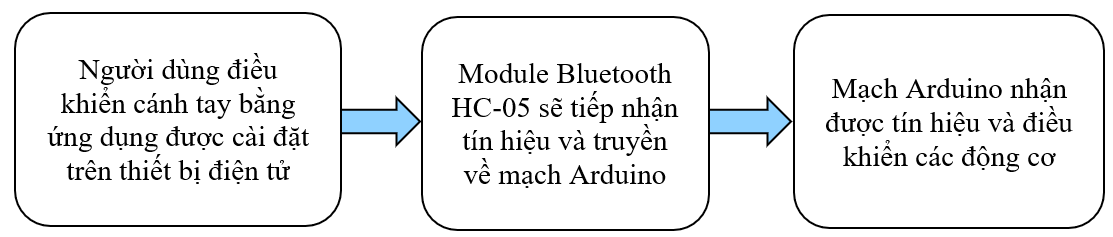 Người dùng điều
khiển cánh tay bằng
ứng dụng được cài đặt
trên thiết bị điện tử
Module Bluetooth
HC-05 sẽ tiếp nhận
tín hiệu và truyền
về mạch Arduino
Mạch Arduino nhận
được tín hiệu và điều
khiển các động cơ